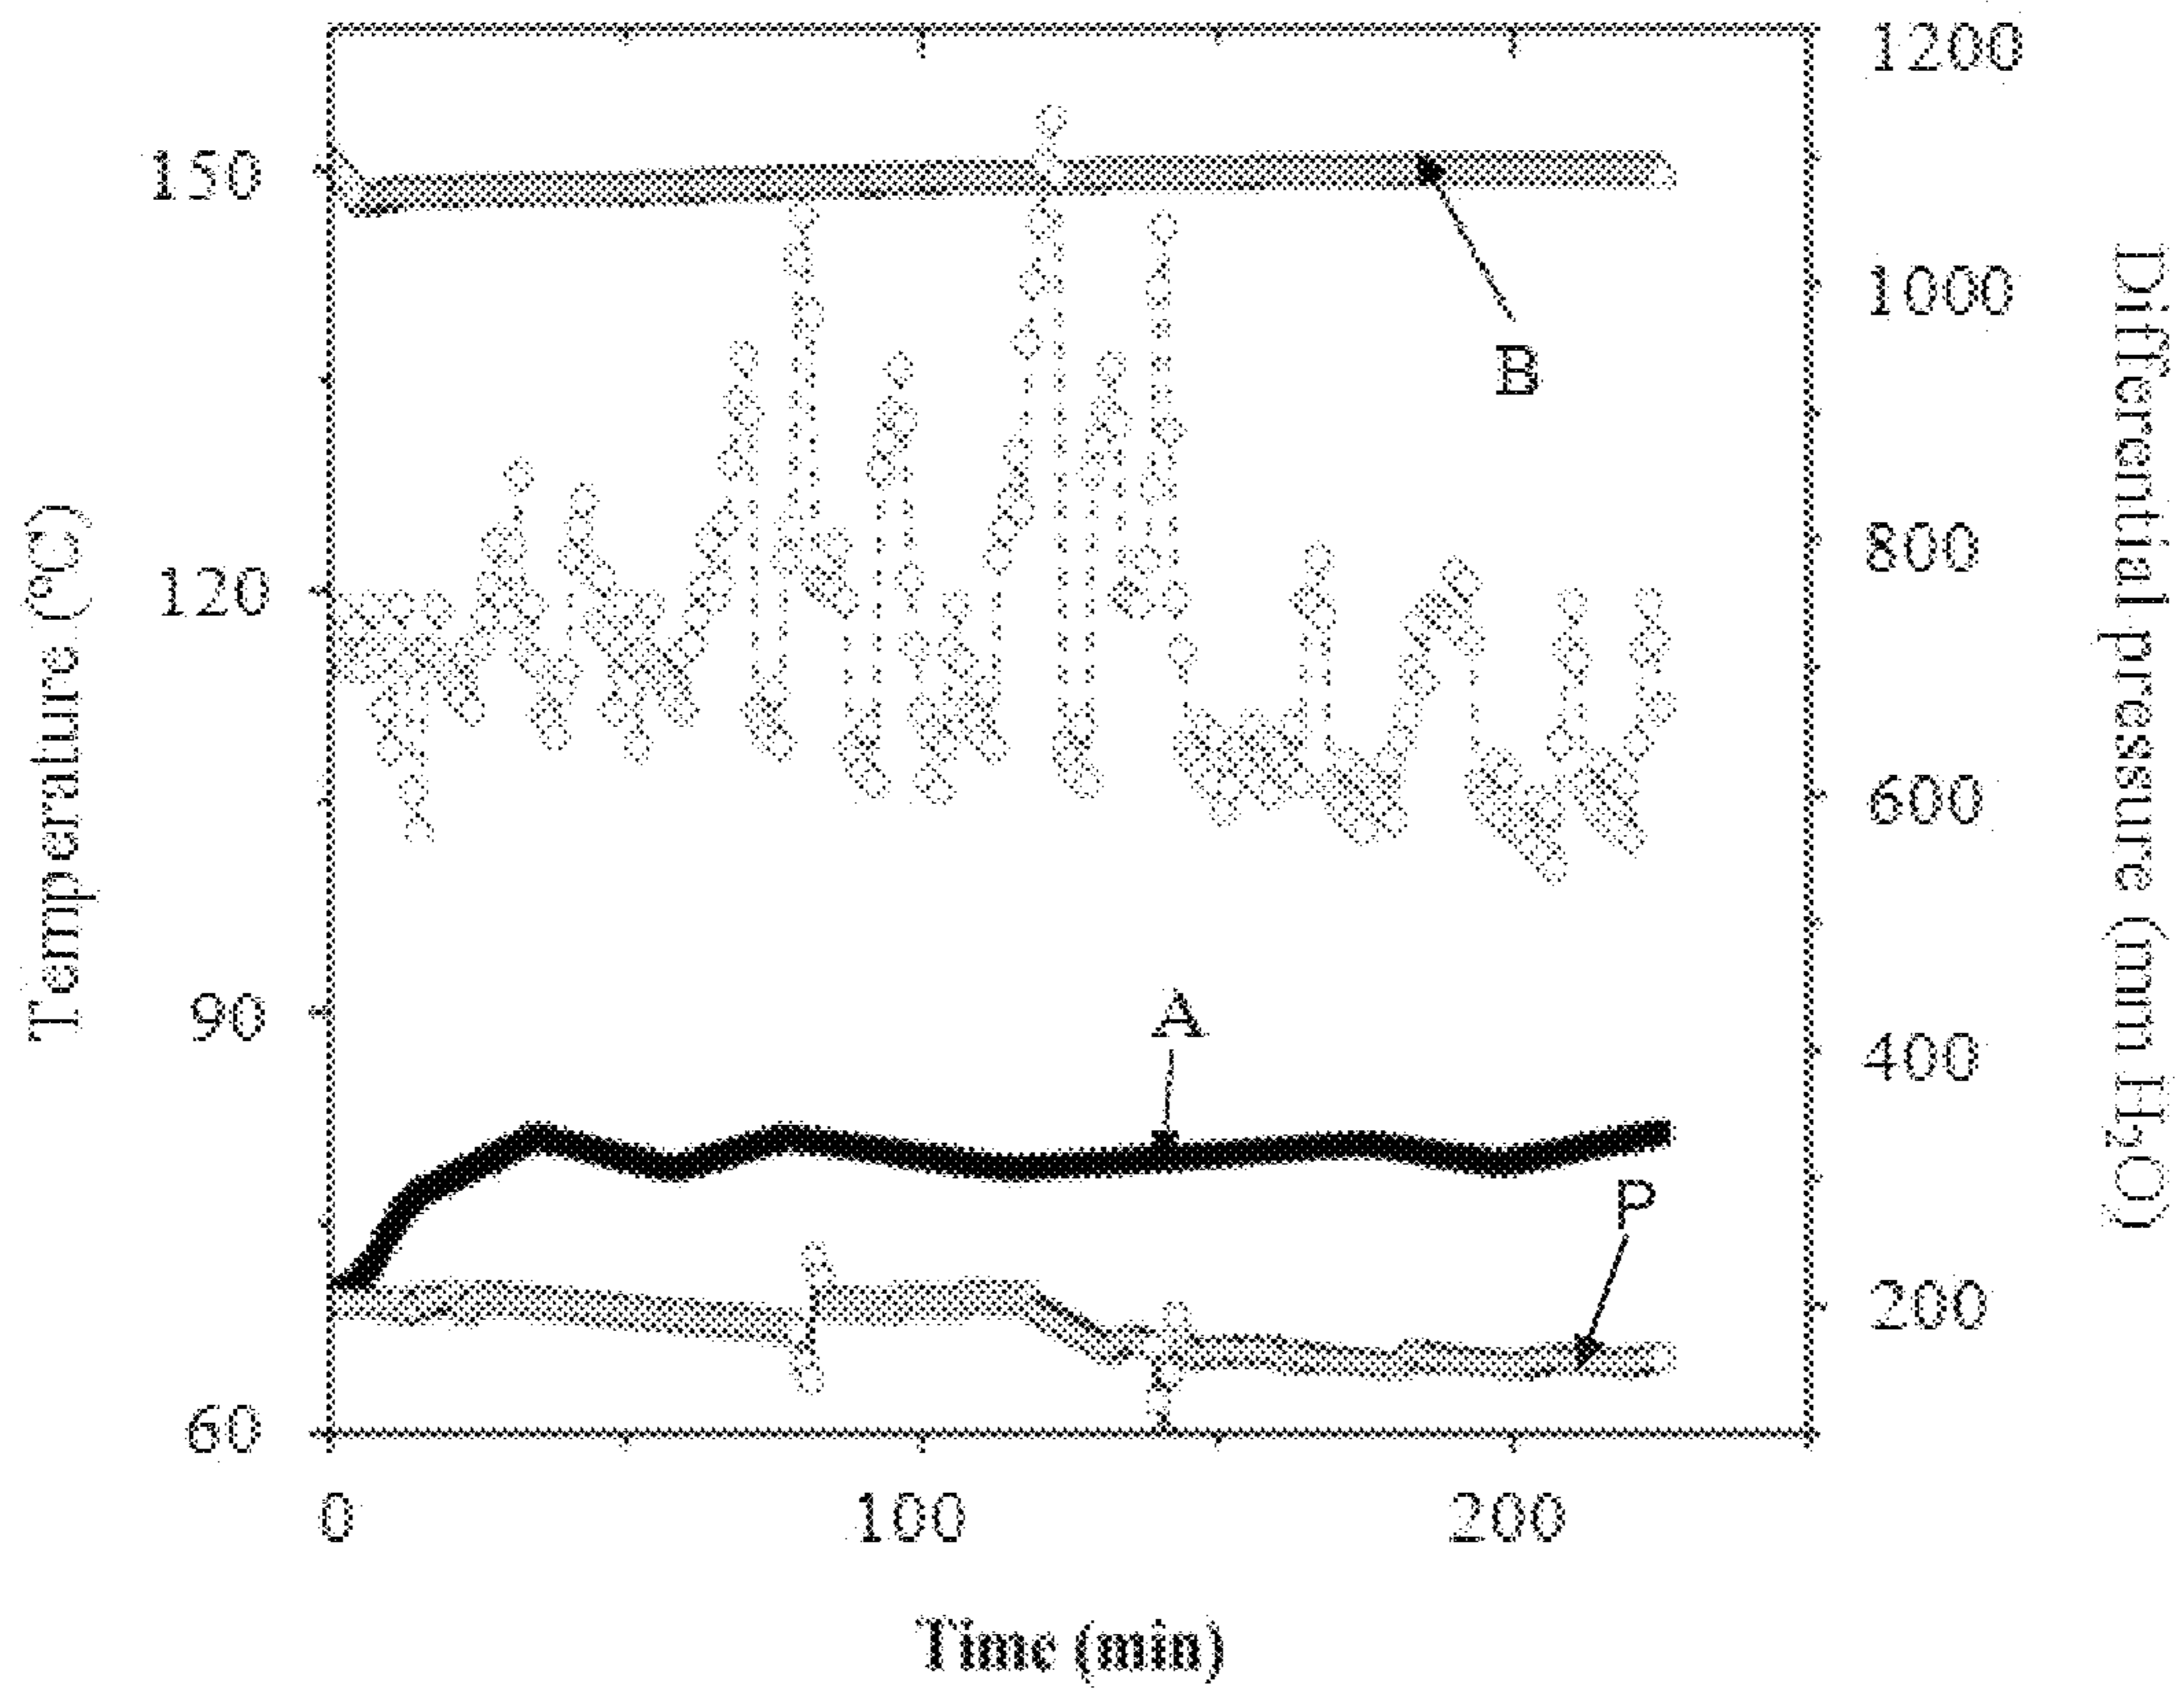 1200
150
1000
B
120
800
600
Temperature (°C)
Differential pressure (mm H₂O)
90
A
400
P
200
60
0 100 200
Time (min)